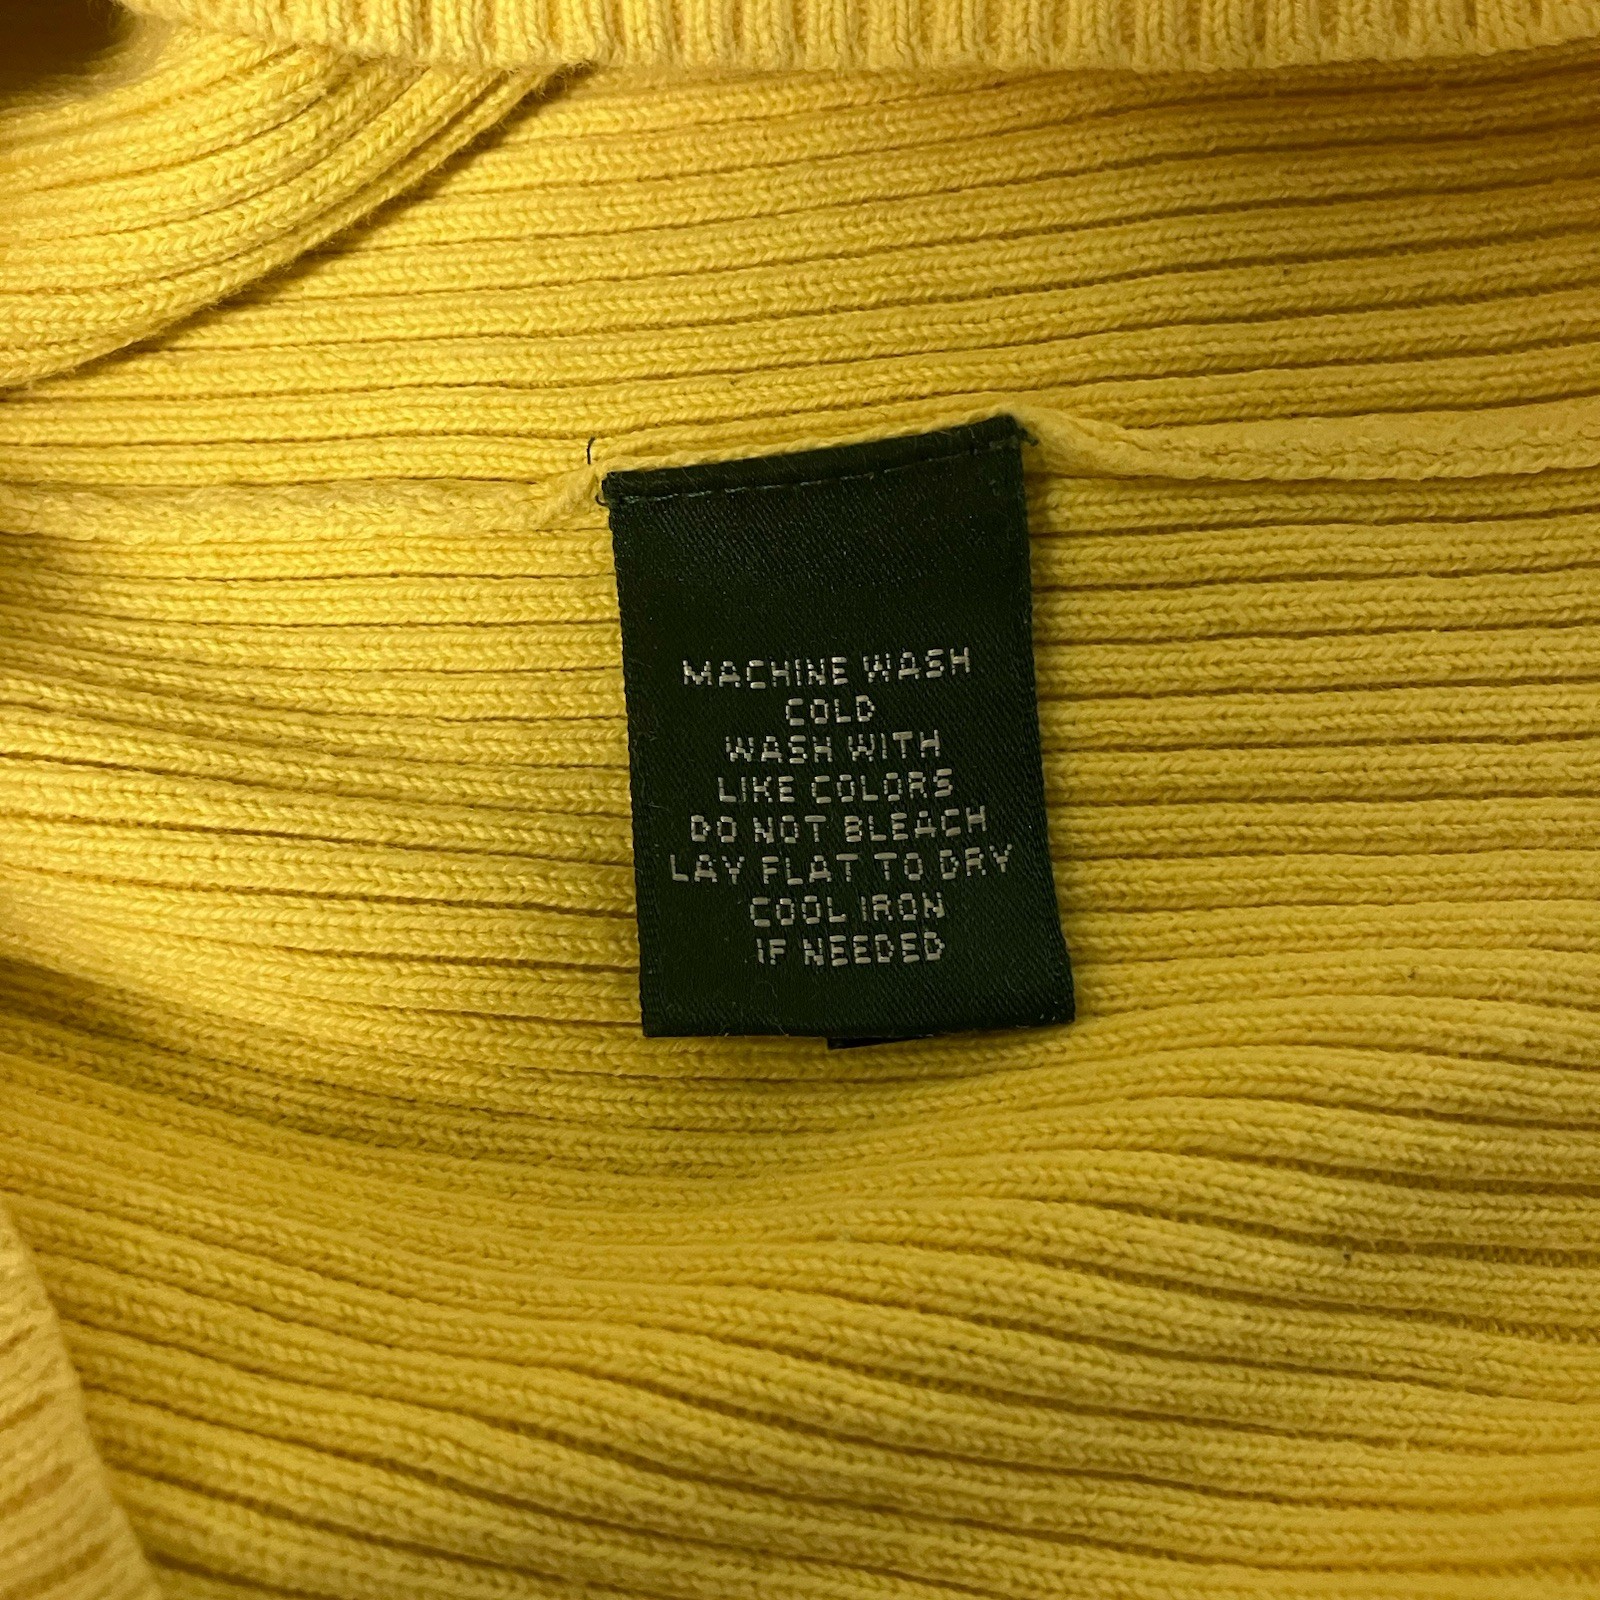 MACHINE WASH
COLD
WASH WITH
LIKE COLORS
DO NOT BLEACH
LAY FLAT TO DRY
COOL IRON
IF NEEDED